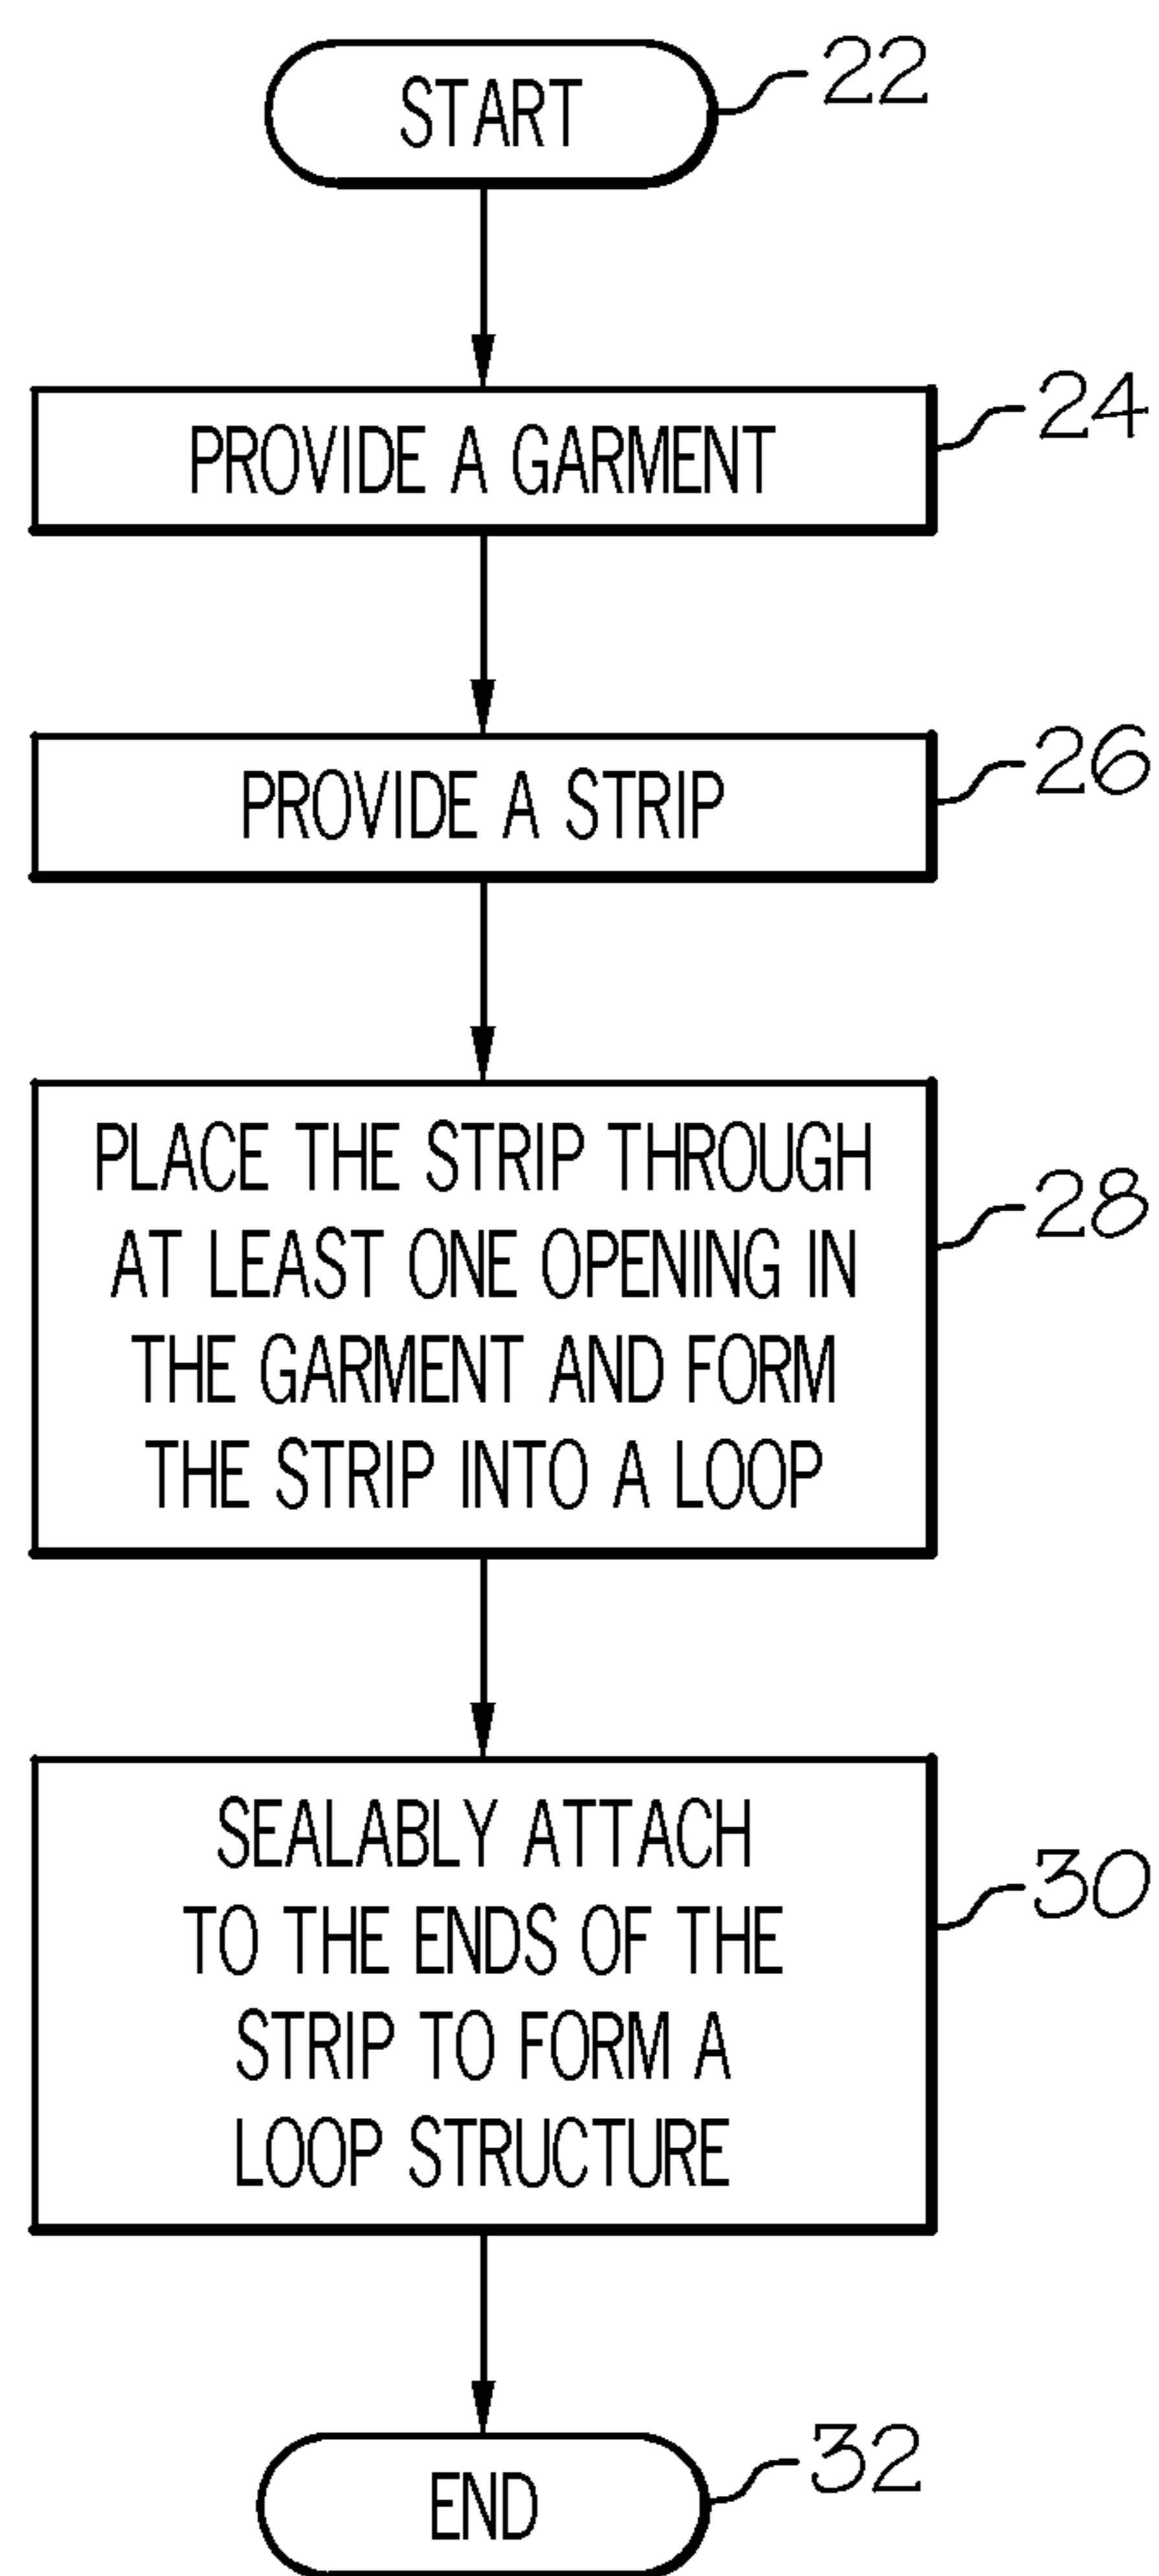 START
22
PROVIDE A GARMENT
24
PROVIDE A STRIP
26
PLACE THE STRIP THROUGH
AT LEAST ONE OPENING IN
THE GARMENT AND FORM
THE STRIP INTO A LOOP
28
SEALABLY ATTACH
TO THE ENDS OF THE
STRIP TO FORM A
LOOP STRUCTURE
30
END
32